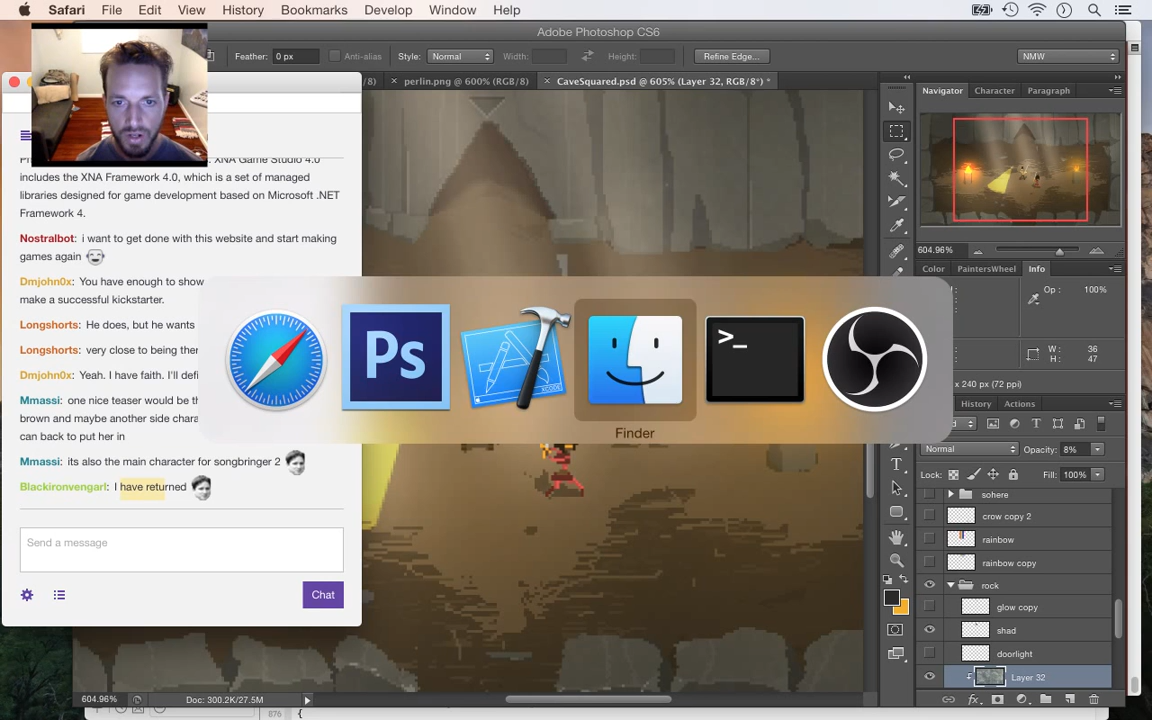 Safari File Edit View History Bookmarks Develop Window Help
Adobe Photoshop CS6
Feather: 0 px Anti-alias Style: Normal Width: Height: Refine Edge... NMW
/8) × perlin.png @ 600% (RGB/8) × CaveSquared.psd @ 605% (Layer 32, RGB/8*) *
Navigator Character Paragraph
XNA Game Studio 4.0
includes the XNA Framework 4.0, which is a set of managed
libraries designed for game development based on Microsoft .NET
Framework 4.
Nostralbot: i want to get done with this website and start making
games again
Dmjohn0x: You have enough to show
make a successful kickstarter.
Longshorts: He does, but he wants
Longshorts: very close to being ther
Dmjohn0x: Yeah. I have faith. I'll defi
Mmassi: one nice teaser would be th
brown and maybe another side chara
can back to put her in
Mmassi: its also the main character for songbringer 2
Blackironvengarl: I have returned
Send a message
Chat
Ps
XCODE
>_
Finder
604.96%
Color PaintersWheel Info
Op: 100%
W: 36
H: 47
x 240 px (72 ppi)
History Actions
Normal Opacity: 8%
Lock: Fill: 100%
sohere
crow copy 2
rainbow
rainbow copy
rock
glow copy
shad
doorlight
Layer 32
T
fx
604.96% Doc: 300.2K/27.5M
876 {